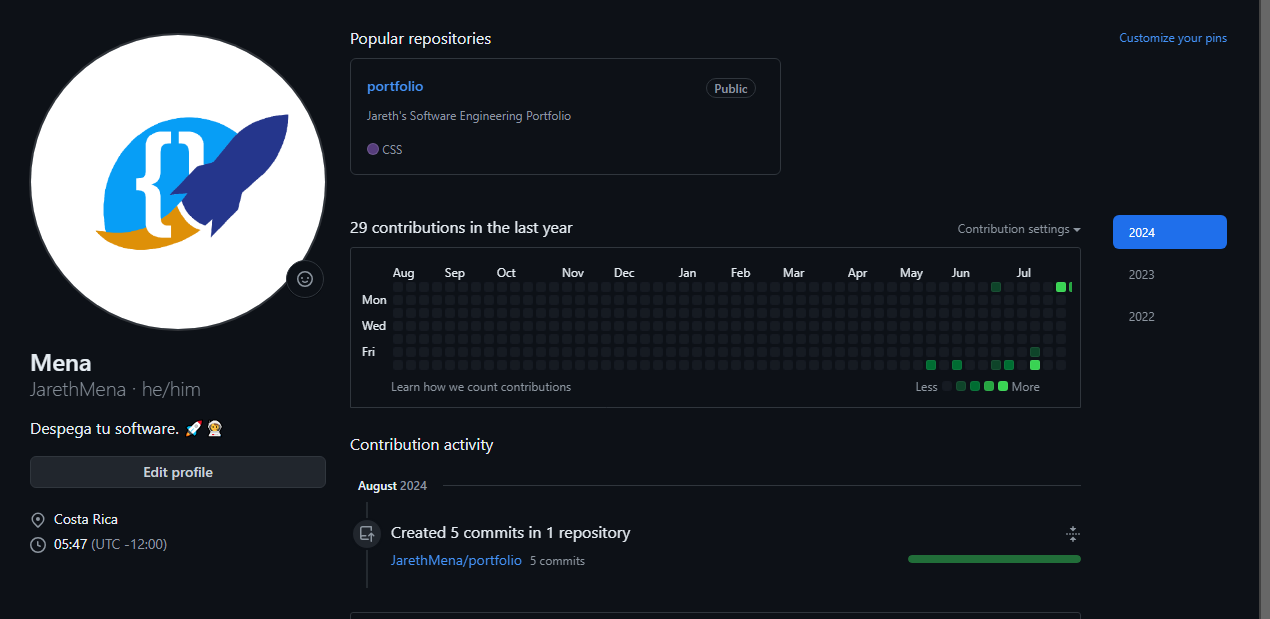 Popular repositories
Customize your pins
portfolio
Public
Jareth's Software Engineering Portfolio
CSS
{}
Mena
JarethMena · he/him
Despega tu software. 🚀 🧑‍🚀
Edit profile
Costa Rica
05:47 (UTC -12:00)
29 contributions in the last year
Contribution settings
2024
2023
2022
Aug Sep Oct Nov Dec Jan Feb Mar Apr May Jun Jul
Mon
Wed
Fri
Learn how we count contributions
Less More
Contribution activity
August 2024
Created 5 commits in 1 repository
JarethMena/portfolio 5 commits